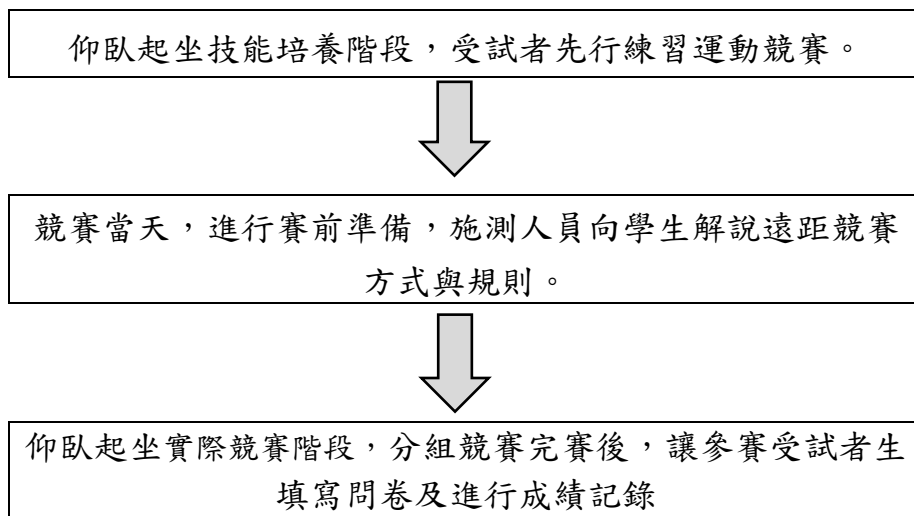 仰臥起坐技能培養階段，受試者先行練習運動競賽。
競賽當天，進行賽前準備，施測人員向學生解說遠距競賽
方式與規則。
仰臥起坐實際競賽階段，分組競賽完賽後，讓參賽受試者生
填寫問卷及進行成績記錄